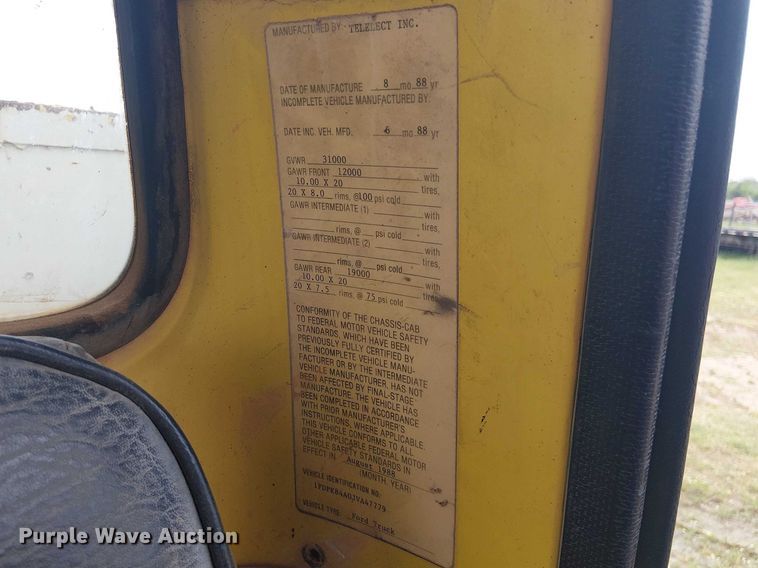 MANUFACTURED BY TELELECT INC.
DATE OF MANUFACTURE 8 mo 88 yr
INCOMPLETE VEHICLE MANUFACTURED BY:
DATE INC. VEH. MFD. 6 mo 88 yr
GVWR 31000
GAWR FRONT 12000 with
10.00 X 20 tires,
20 X 8.0 rims, @100 psi cold
GAWR INTERMEDIATE (1) with
tires,
rims, @ psi cold
GAWR INTERMEDIATE (2) with
tires,
rims, @ psi cold
GAWR REAR 19000 with
10.00 X 20 tires,
20 X 7.5 rims, @ 75 psi cold
CONFORMITY OF THE CHASSIS-CAB
TO FEDERAL MOTOR VEHICLE SAFETY
STANDARDS, WHICH HAVE BEEN
PREVIOUSLY FULLY CERTIFIED BY
THE INCOMPLETE VEHICLE MANU-
FACTURER OR BY THE INTERMEDIATE
VEHICLE MANUFACTURER, HAS NOT
BEEN AFFECTED BY FINAL-STAGE
MANUFACTURE. THE VEHICLE HAS
BEEN COMPLETED IN ACCORDANCE
WITH PRIOR MANUFACTURER'S
INSTRUCTIONS, WHERE APPLICABLE.
THIS VEHICLE CONFORMS TO ALL
OTHER APPLICABLE FEDERAL MOTOR
VEHICLE SAFETY STANDARDS IN
EFFECT IN August 1988
(MONTH, YEAR)
VEHICLE IDENTIFICATION NO:
1FDPK84A0JVA47779
VEHICLE TYPE: Ford Truck
Purple Wave Auction